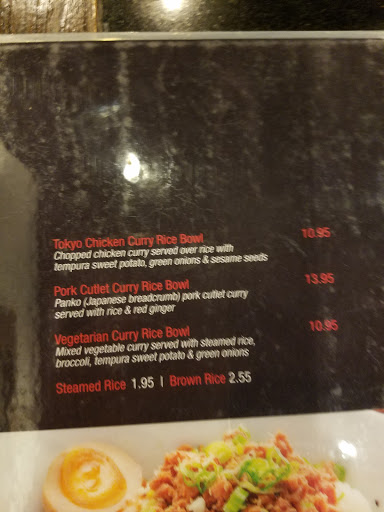 Tokyo Chicken Curry Rice Bowl 10.95
Chopped chicken curry served over rice with
tempura sweet potato, green onions & sesame seeds
Pork Cutlet Curry Rice Bowl 13.95
Panko (Japanese breadcrumb) pork cutlet curry
served with rice & red ginger
Vegetarian Curry Rice Bowl 10.95
Mixed vegetable curry served with steamed rice,
broccoli, tempura sweet potato & green onions
Steamed Rice 1.95 | Brown Rice 2.55